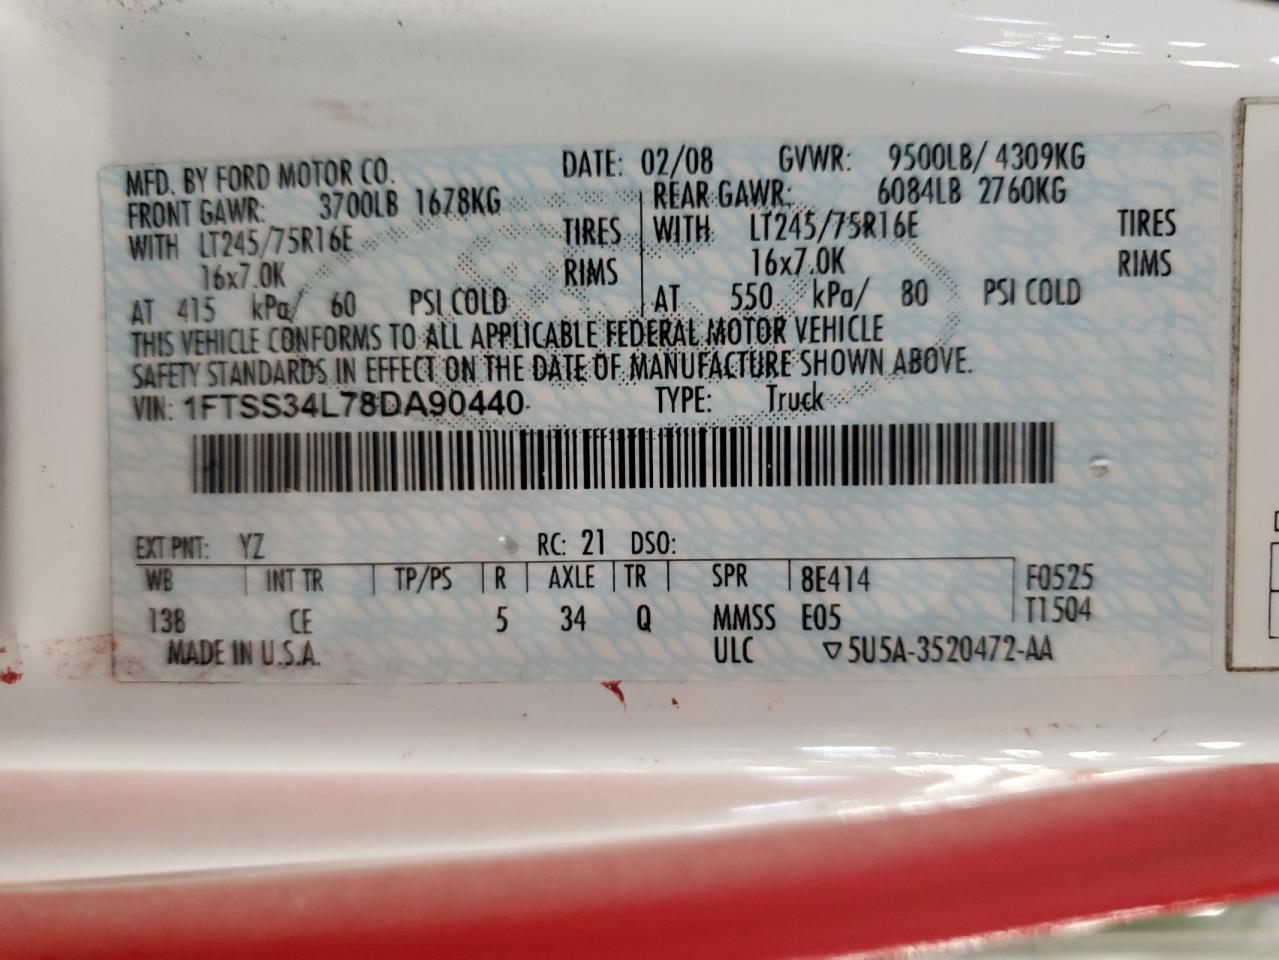 MFD. BY FORD MOTOR CO. DATE: 02/08 GVWR: 9500LB/ 4309KG
FRONT GAWR: 3700LB 1678KG REAR GAWR: 6084LB 2760KG
WITH LT245/75R16E TIRES WITH LT245/75R16E TIRES
16x7.0K RIMS 16x7.0K RIMS
AT 415 kPa/ 60 PSI COLD AT 550 kPa/ 80 PSI COLD
THIS VEHICLE CONFORMS TO ALL APPLICABLE FEDERAL MOTOR VEHICLE
SAFETY STANDARDS IN EFFECT ON THE DATE OF MANUFACTURE SHOWN ABOVE.
VIN: 1FTSS34L78DA90440 TYPE: Truck
EXT PNT: YZ RC: 21 DSO:
WB INT TR TP/PS R AXLE TR SPR 8E414 F0525
138 CE 5 34 Q MMSS E05 T1504
MADE IN U.S.A. ULC ▽5U5A-3520472-AA